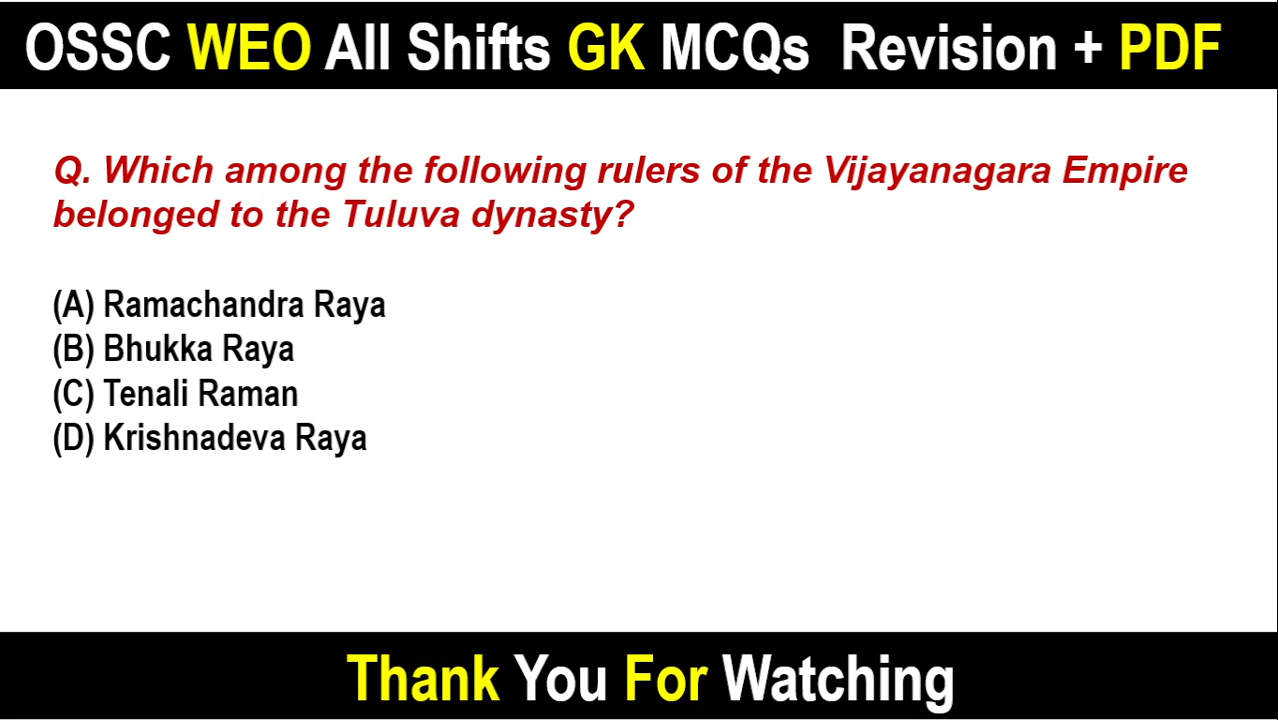 OSSC WEO All Shifts GK MCQs Revision + PDF
Q. Which among the following rulers of the Vijayanagara Empire
belonged to the Tuluva dynasty?
(A) Ramachandra Raya
(B) Bhukka Raya
(C) Tenali Raman
(D) Krishnadeva Raya
Thank You For Watching